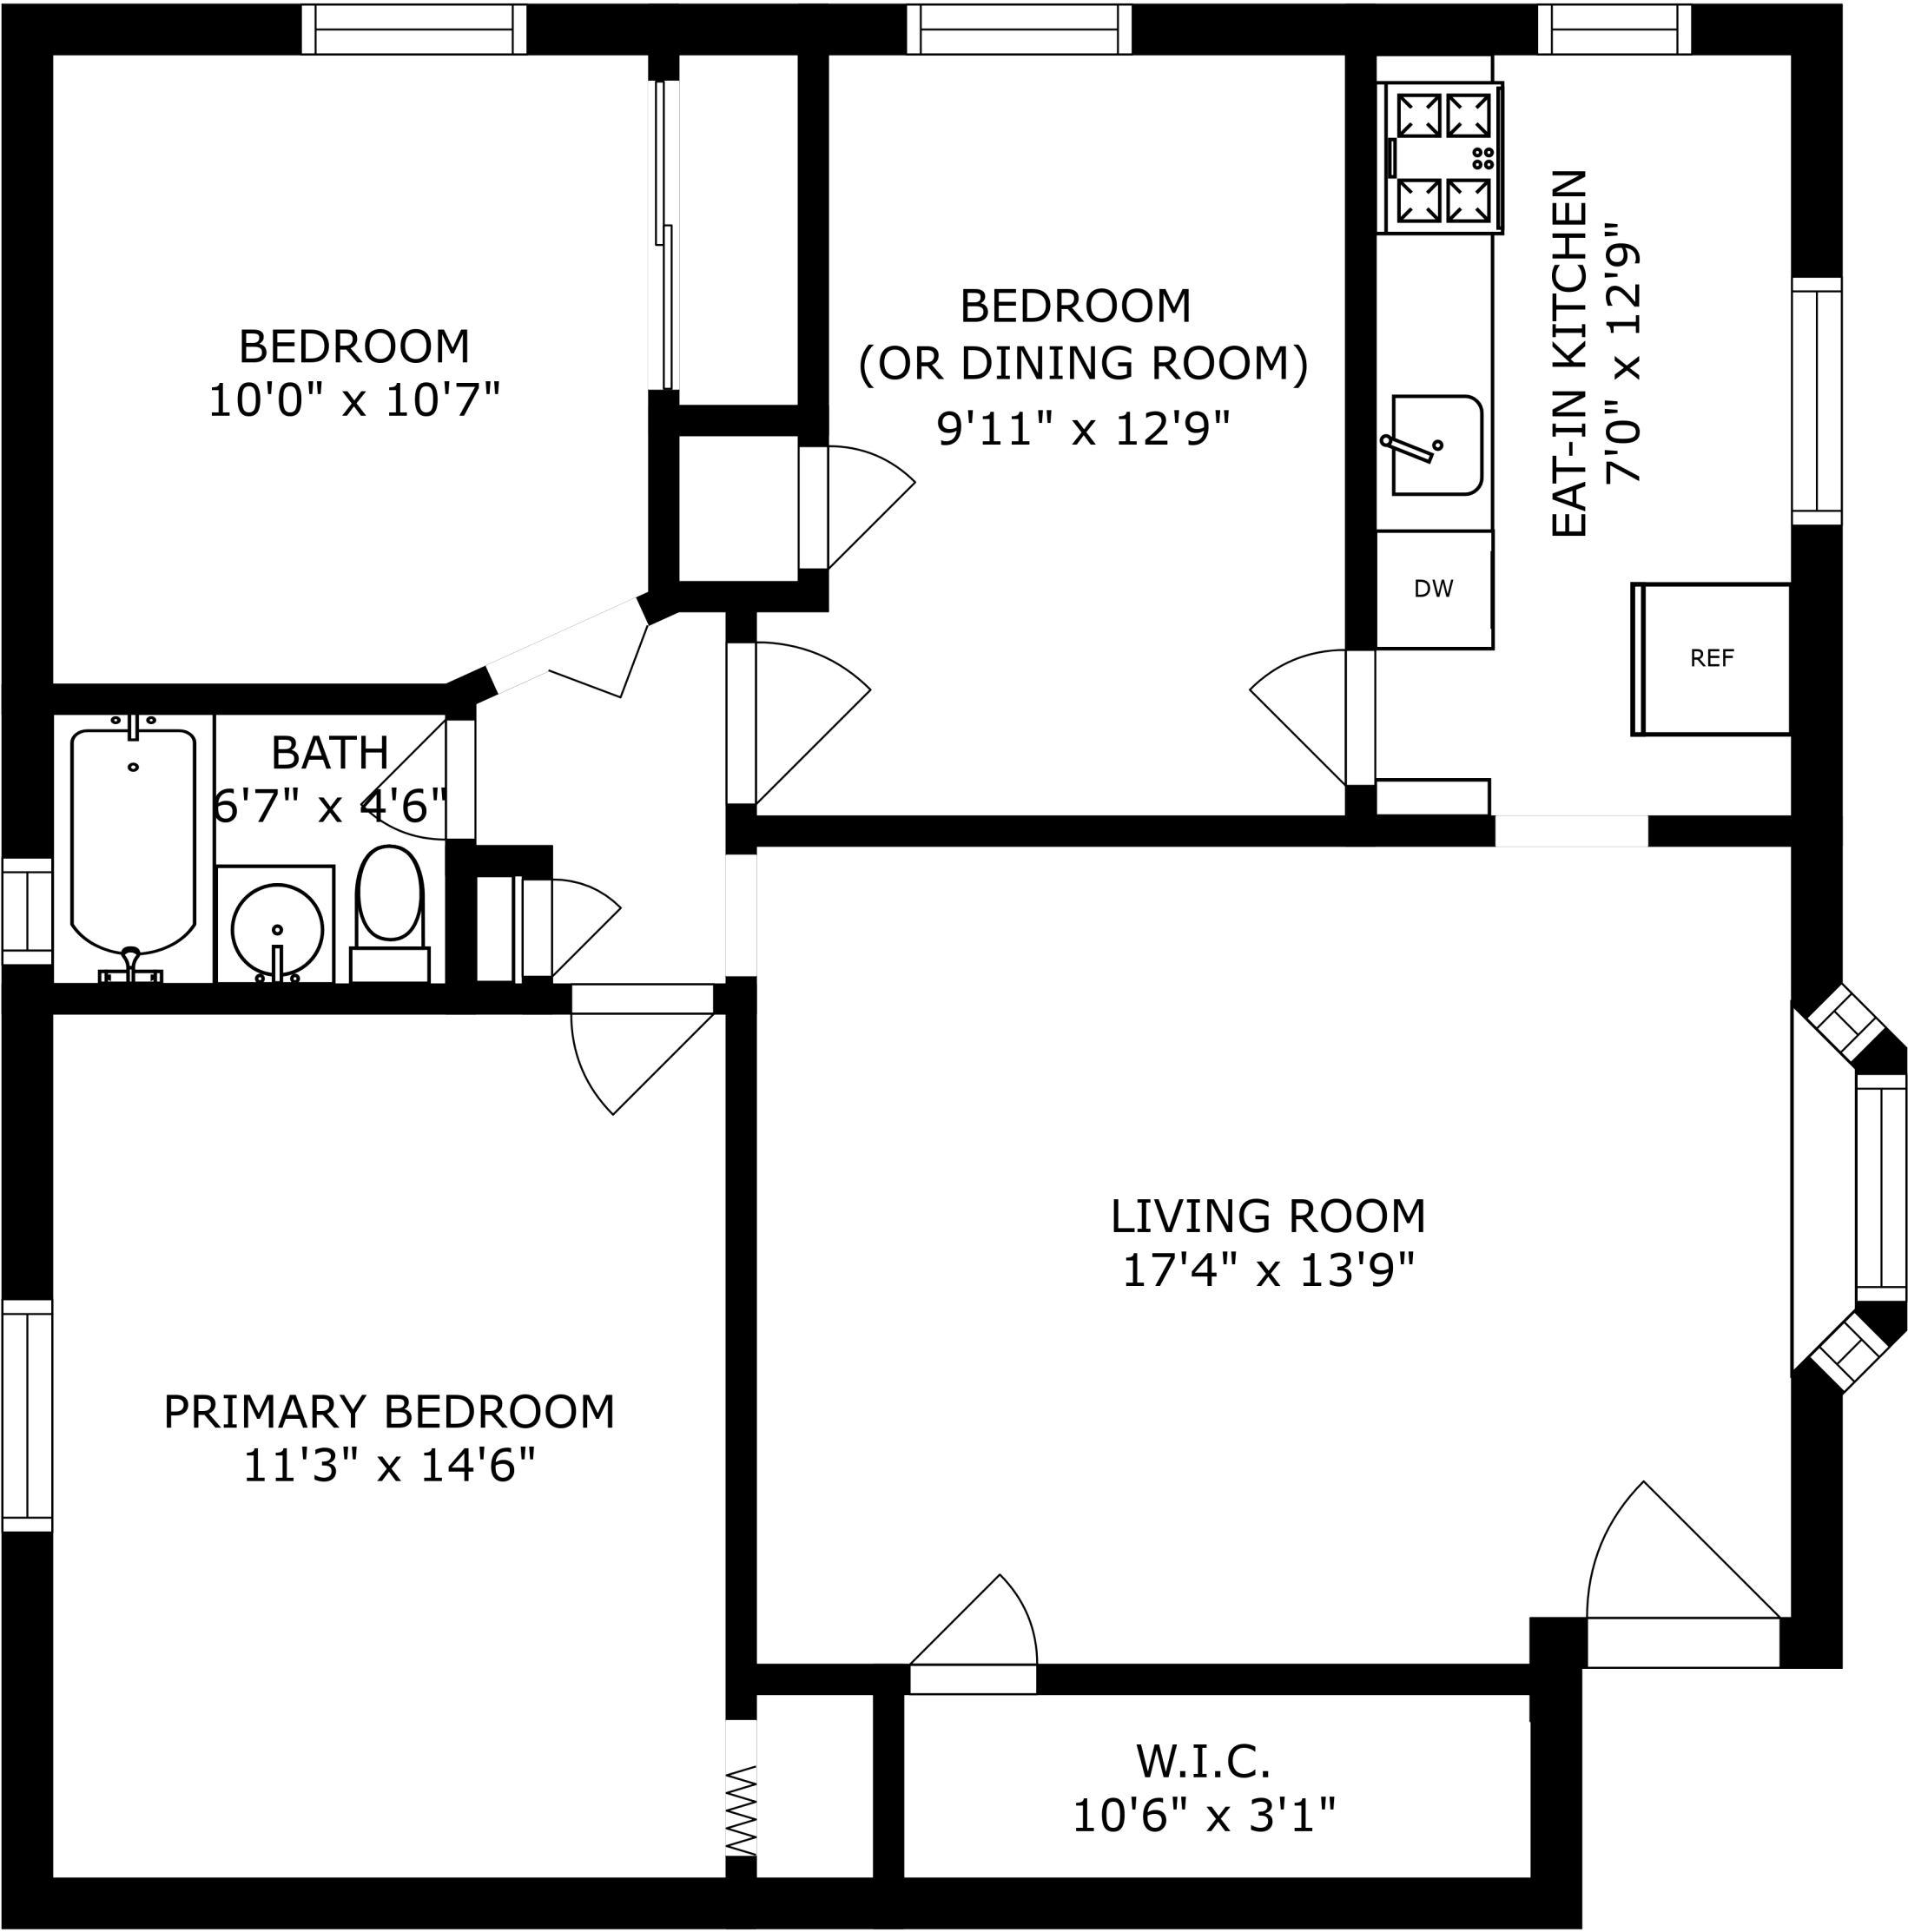 BEDROOM
10'0" x 10'7"
BEDROOM
(OR DINING ROOM)
9'11" x 12'9"
EAT-IN KITCHEN
7'0" x 12'9"
DW
REF
BATH
6'7" x 4'6"
LIVING ROOM
17'4" x 13'9"
PRIMARY BEDROOM
11'3" x 14'6"
W.I.C.
10'6" x 3'1"